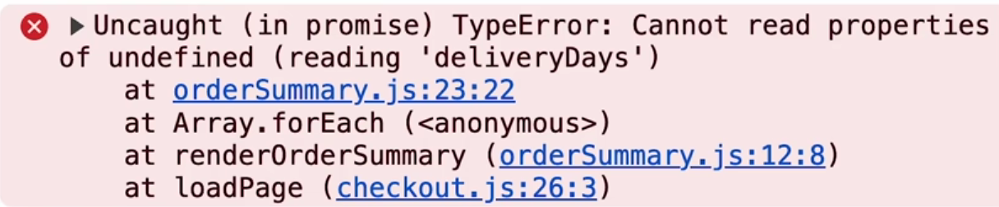 Uncaught (in promise) TypeError: Cannot read properties
of undefined (reading 'deliveryDays')
at orderSummary.js:23:22
at Array.forEach (<anonymous>)
at renderOrderSummary (orderSummary.js:12:8)
at loadPage (checkout.js:26:3)